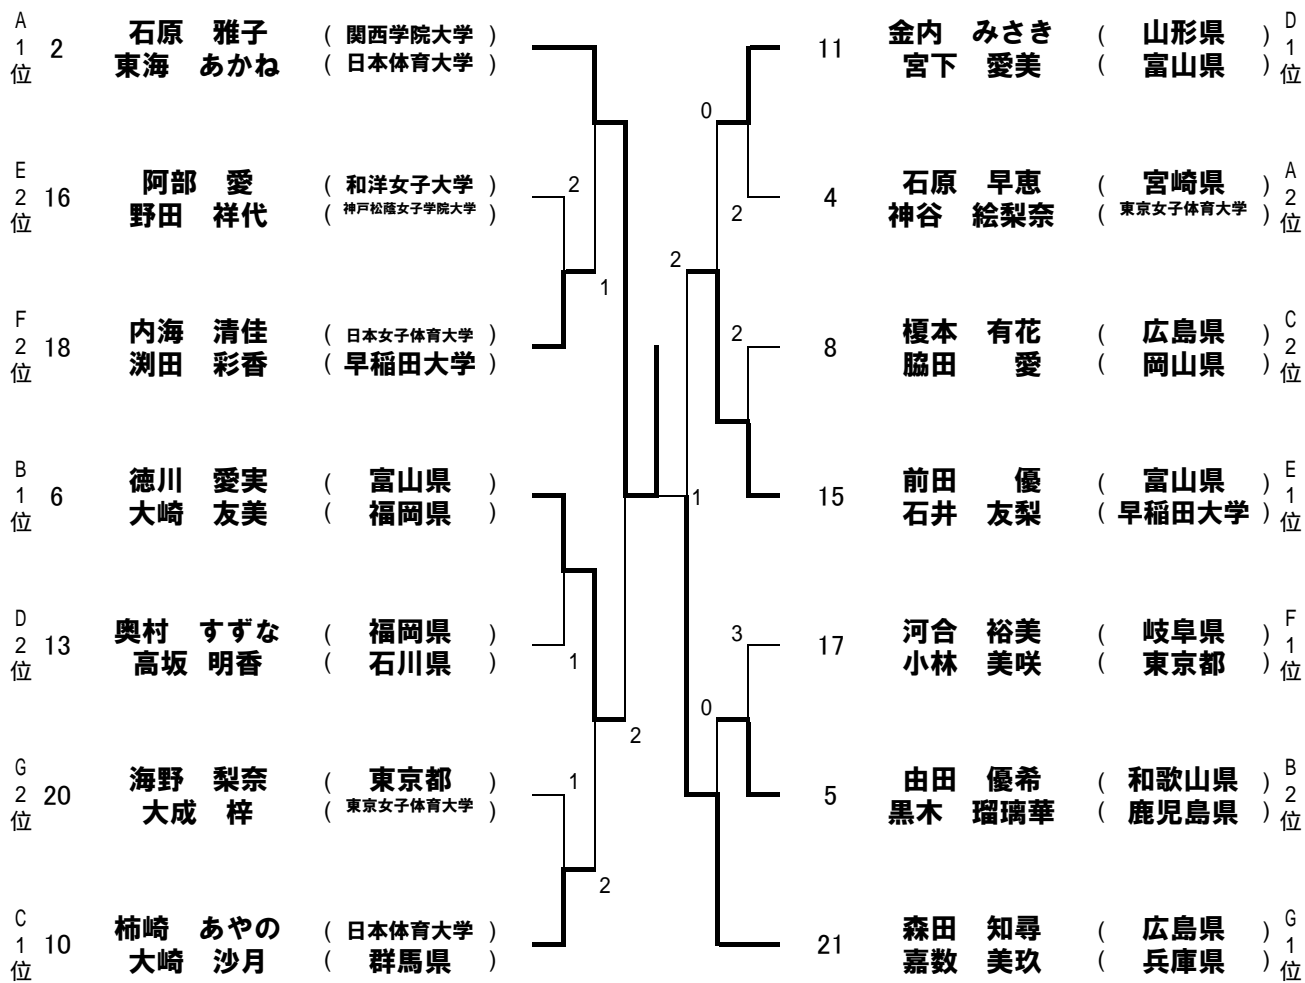 A 1 位 2 石原 雅子 ( 関西学院大学 )
東海 あかね ( 日本体育大学 )
E 2 位 16 阿部 愛 ( 和洋女子大学 ) 2
野田 祥代 ( 神戸松蔭女子学院大学 )
1
F 2 位 18 内海 清佳 ( 日本女子体育大学 )
渕田 彩香 ( 早稲田大学 )
B 1 位 6 徳川 愛実 ( 富山県 )
大崎 友美 ( 福岡県 )
D 2 位 13 奥村 すずな ( 福岡県 )
高坂 明香 ( 石川県 ) 1
2
G 2 位 20 海野 梨奈 ( 東京都 ) 1
大成 梓 ( 東京女子体育大学 )
2
C 1 位 10 柿崎 あやの ( 日本体育大学 )
大崎 沙月 ( 群馬県 )
11 金内 みさき ( 山形県 ) D 1 位
宮下 愛美 ( 富山県 )
0
4 石原 早恵 ( 宮崎県 ) A 2 位
2 神谷 絵梨奈 ( 東京女子体育大学 )
2
2 8 榎本 有花 ( 広島県 ) C 2 位
脇田 愛 ( 岡山県 )
1 15 前田 優 ( 富山県 ) E 1 位
石井 友梨 ( 早稲田大学 )
3 17 河合 裕美 ( 岐阜県 ) F 1 位
小林 美咲 ( 東京都 )
0
5 由田 優希 ( 和歌山県 ) B 2 位
黒木 瑠璃華 ( 鹿児島県 )
21 森田 知尋 ( 広島県 ) G 1 位
嘉数 美玖 ( 兵庫県 )